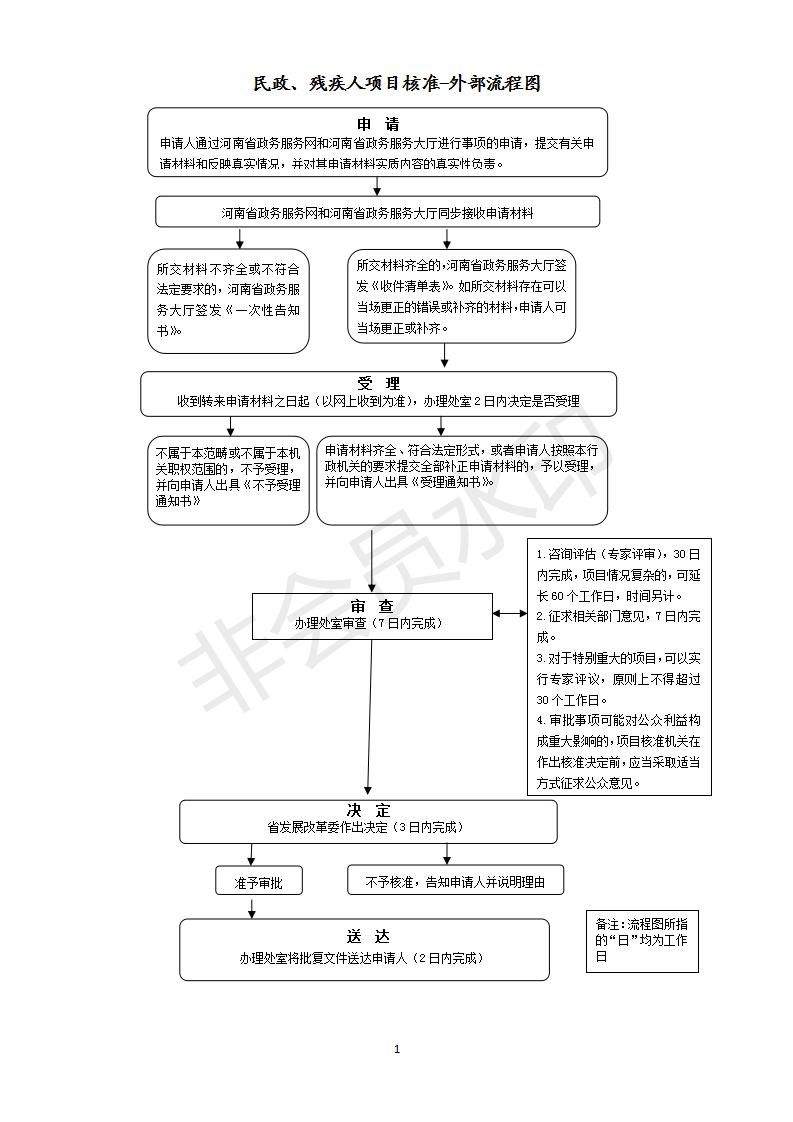 民政、残疾人项目核准—外部流程图
申 请
申请人通过河南省政务服务网和河南省政务服务大厅进行事项的申请，提交有关申
请材料和反映真实情况，并对其申请材料实质内容的真实性负责。
河南省政务服务网和河南省政务服务大厅同步接收申请材料
所交材料不齐全或不符合
法定要求的，河南省政务服
务大厅签发《一次性告知
书》。
所交材料齐全的，河南省政务服务大厅签
发《收件清单表》。如所交材料存在可以
当场更正的错误或补齐的材料，申请人可
当场更正或补齐。
受 理
收到转来申请材料之日起（以网上收到为准），办理处室 2 日内决定是否受理
不属于本范畴或不属于本机
关职权范围的，不予受理，
并向申请人出具《不予受理
通知书》
申请材料齐全、符合法定形式，或者申请人按照本行
政机关的要求提交全部补正申请材料的，予以受理，
并向申请人出具《受理通知书》。
审 查
办理处室审查（7 日内完成）
1.咨询评估（专家评审），30 日
内完成，项目情况复杂的，可延
长 60 个工作日，时间另计。
2.征求相关部门意见，7 日内完
成。
3.对于特别重大的项目，可以实
行专家评议，原则上不得超过
30 个工作日。
4.审批事项可能对公众利益构
成重大影响的，项目核准机关在
作出核准决定前，应当采取适当
方式征求公众意见。
决 定
省发展改革委作出决定（3 日内完成）
准予审批
不予核准，告知申请人并说明理由
送 达
办理处室将批复文件送达申请人（2 日内完成）
备注：流程图所指
的“日”均为工作
日
非会员水印
1